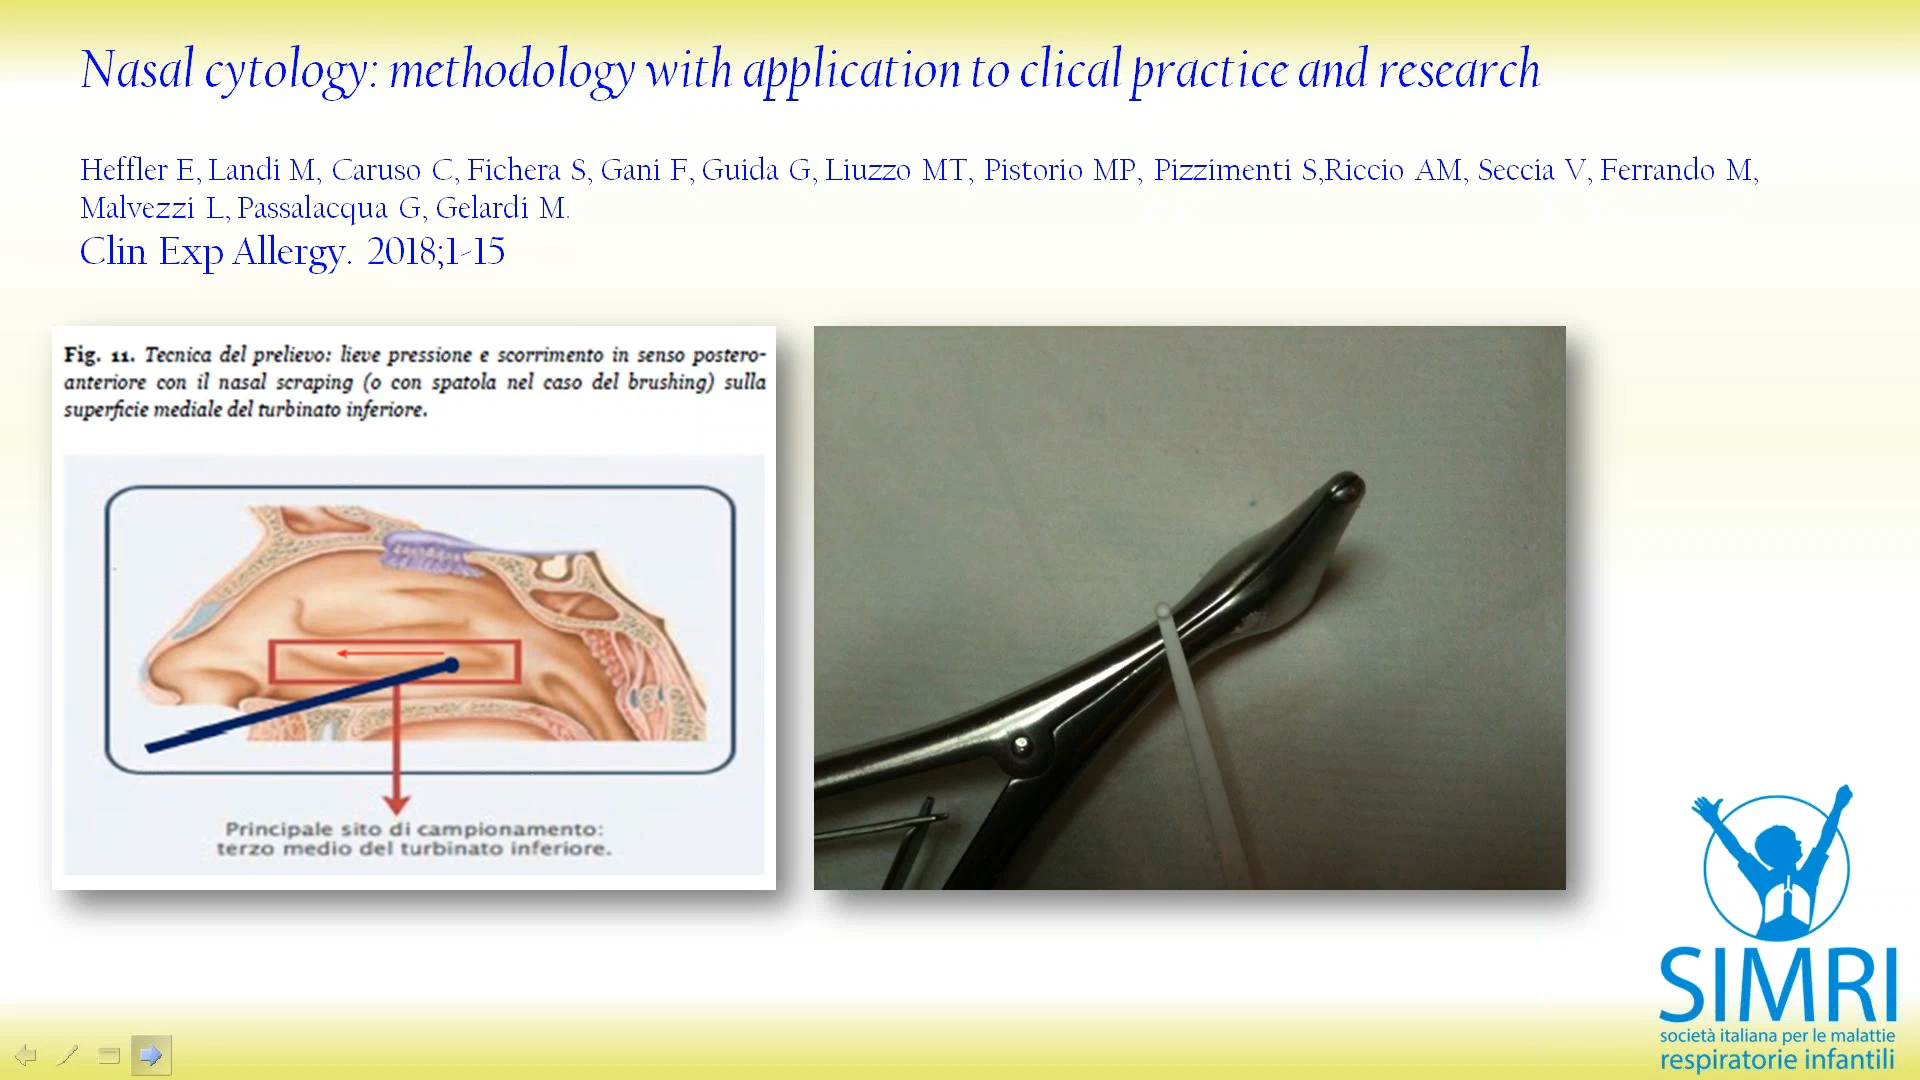 Nasal cytology: methodology with application to clical practice and research
Heffler E, Landi M, Caruso C, Fichera S, Gani F, Guida G, Liuzzo MT, Pistorio MP, Pizzimenti S,Riccio AM, Seccia V, Ferrando M,
Malvezzi L, Passalacqua G, Gelardi M.
Clin Exp Allergy. 2018;1-15
Fig. 11. Tecnica del prelievo: lieve pressione e scorrimento in senso postero-
anteriore con il nasal scraping (o con spatola nel caso del brushing) sulla
superficie mediale del turbinato inferiore.
Principale sito di campionamento:
terzo medio del turbinato inferiore.
SIMRI
società italiana per le malattie
respiratorie infantili